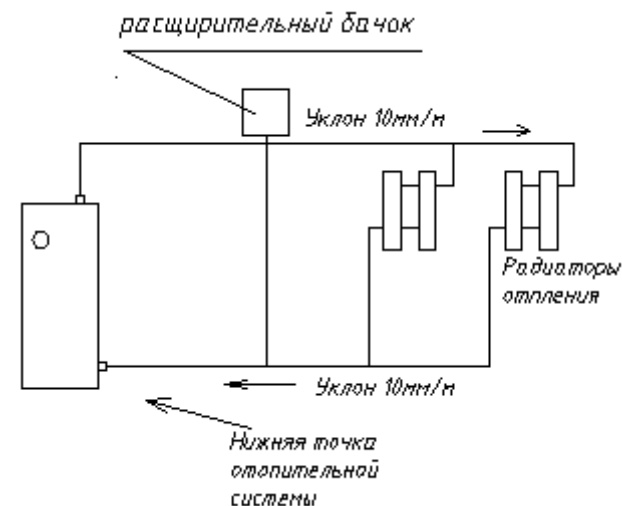 расщирительный бачок
Уклон 10мм/м
Радиаторы
отпления
Уклон 10мм/м
Нижняя точка
отопительной
системы